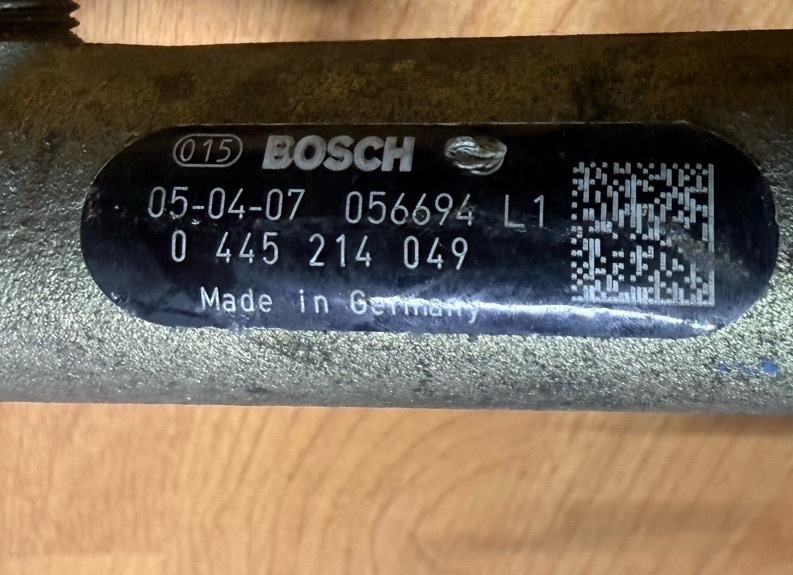 015 BOSCH
05-04-07 056694 L1
0 445 214 049
Made in Germany